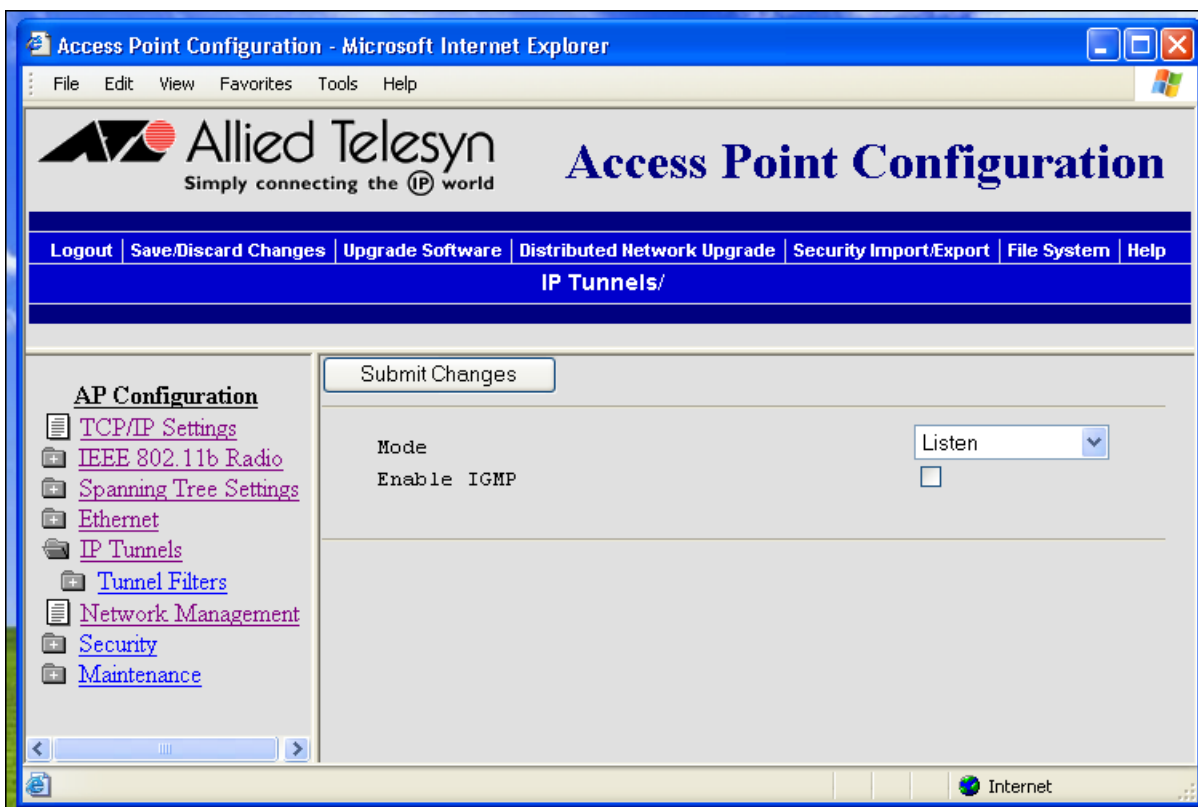 Access Point Configuration - Microsoft Internet Explorer
File Edit View Favorites Tools Help
Allied Telesyn
Simply connecting the IP world
Access Point Configuration
Logout | Save/Discard Changes | Upgrade Software | Distributed Network Upgrade | Security Import/Export | File System | Help
IP Tunnels/
AP Configuration
TCP/IP Settings
IEEE 802.11b Radio
Spanning Tree Settings
Ethernet
IP Tunnels
Tunnel Filters
Network Management
Security
Maintenance
Submit Changes
Mode Listen
Enable IGMP
Internet